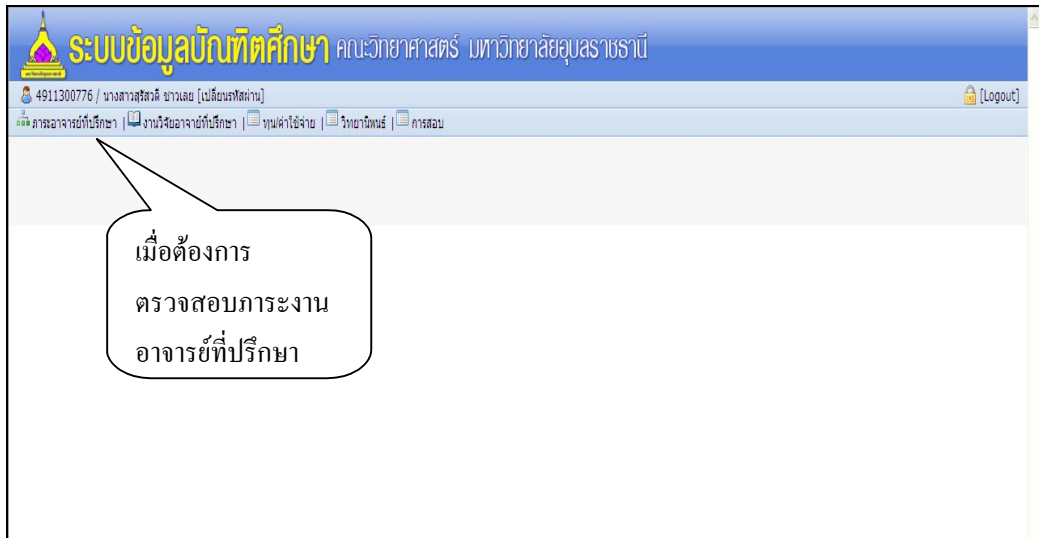 ระบบข้อมูลบัณฑิตศึกษา คณะวิทยาศาสตร์ มหาวิทยาลัยอุบลราชธานี
4911300776 / นางสาวสุรัสวดี ขาวเลย [เปลี่ยนรหัสผ่าน] [Logout]
ภาระอาจารย์ที่ปรึกษา | งานวิจัยอาจาย์ที่ปรึกษา | ทุน/ค่าใช้จ่าย | วิทยานิพนธ์ | การสอบ
เมื่อต้องการ
ตรวจสอบภาระงาน
อาจารย์ที่ปรึกษา